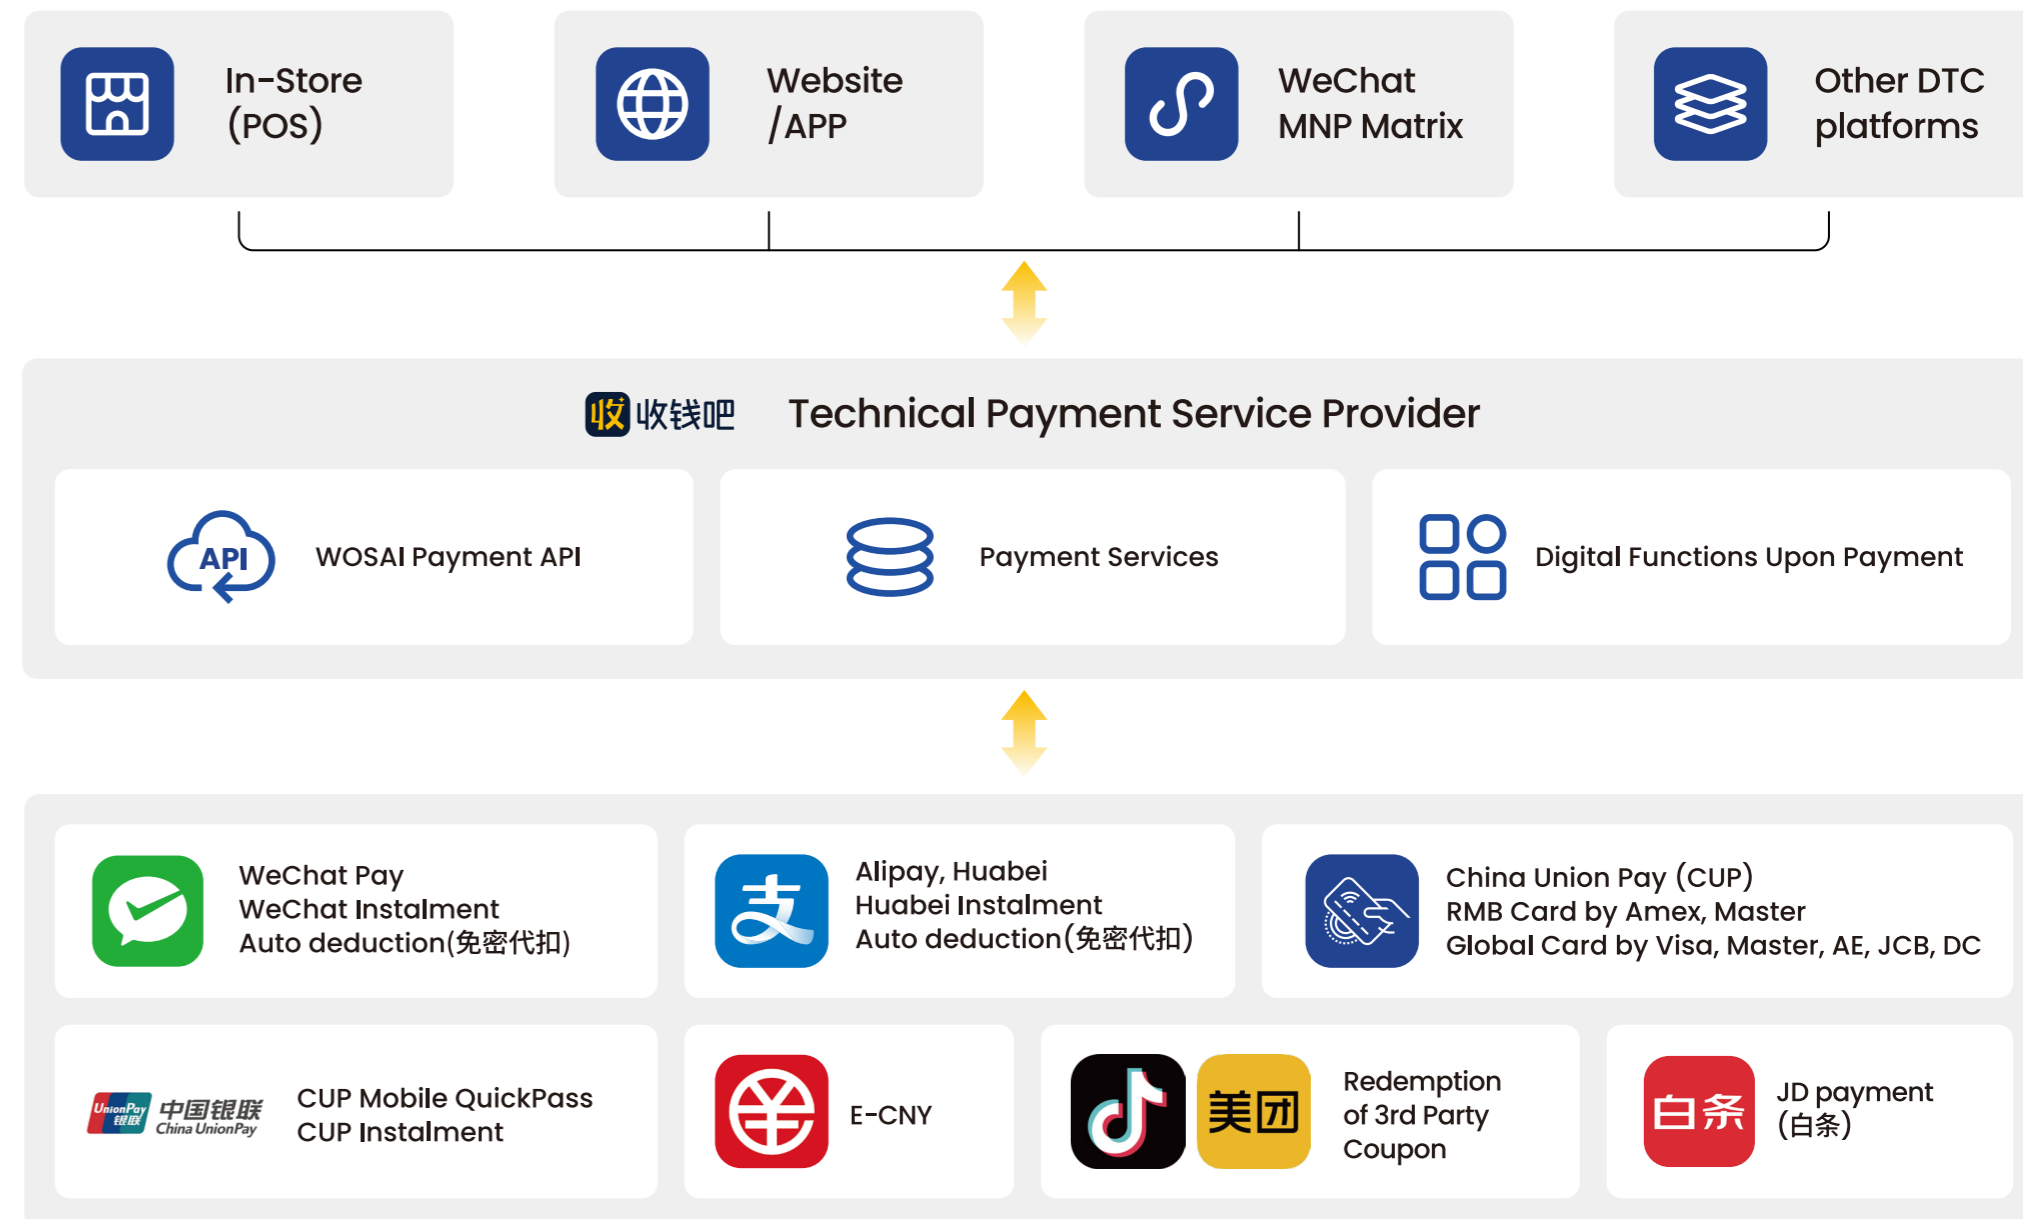 In-Store
(POS)
Website
/APP
WeChat
MNP Matrix
Other DTC
platforms
收 收钱吧 Technical Payment Service Provider
API
WOSAI Payment API
Payment Services
Digital Functions Upon Payment
WeChat Pay
WeChat Instalment
Auto deduction(免密代扣)
支
Alipay, Huabei
Huabei Instalment
Auto deduction(免密代扣)
China Union Pay (CUP)
RMB Card by Amex, Master
Global Card by Visa, Master, AE, JCB, DC
UnionPay
银联
中国银联
China UnionPay
CUP Mobile QuickPass
CUP Instalment
E-CNY
美团
Redemption
of 3rd Party
Coupon
白条
JD payment
(白条)